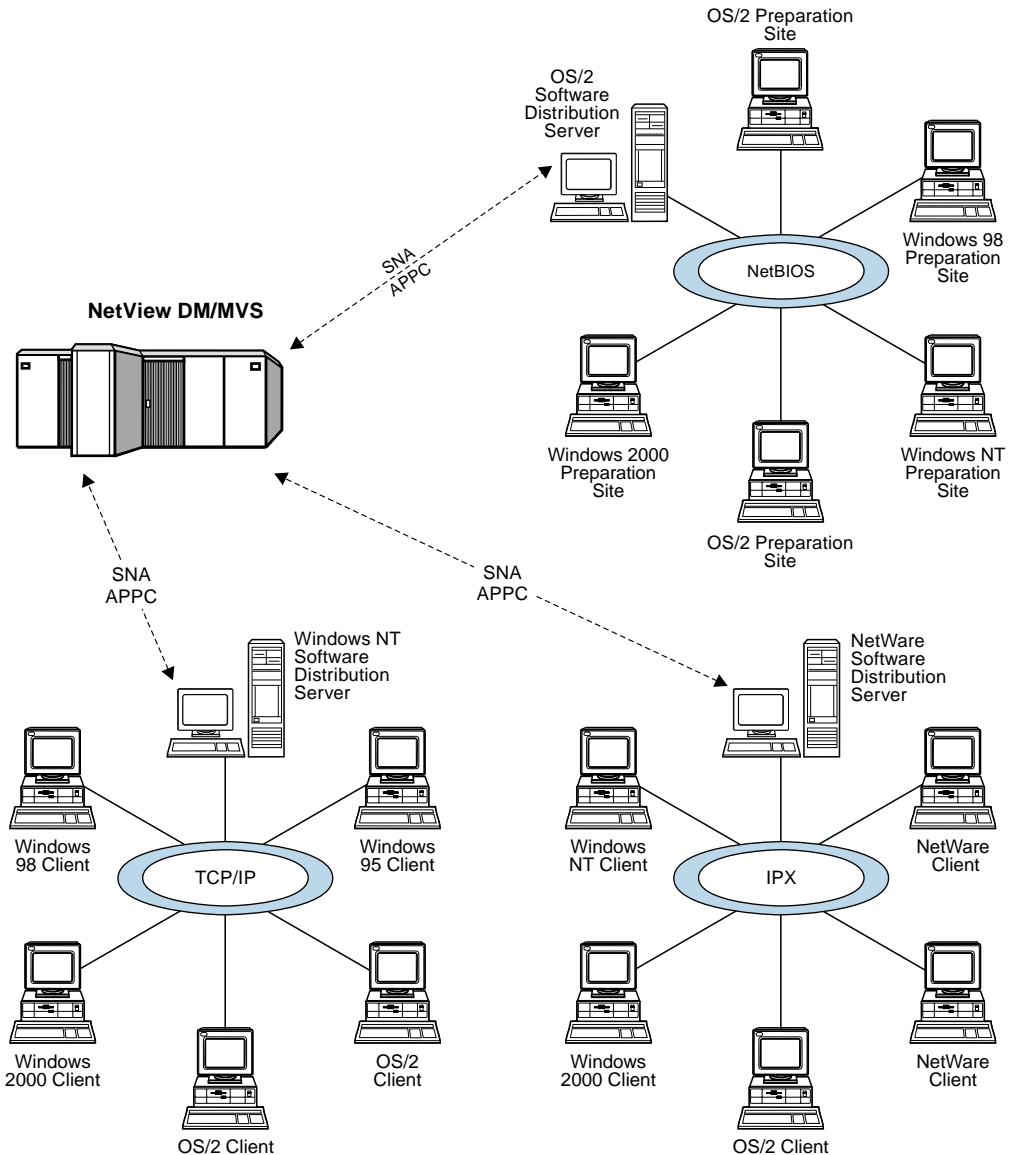 OS/2 Preparation
Site
OS/2
Software
Distribution
Server
Windows 98
Preparation
Site
SNA
APPC
NetBIOS
NetView DM/MVS
Windows 2000
Preparation
Site
Windows NT
Preparation
Site
OS/2 Preparation
Site
SNA
APPC
SNA
APPC
Windows NT
Software
Distribution
Server
NetWare
Software
Distribution
Server
Windows
98 Client
Windows
95 Client
Windows
NT Client
NetWare
Client
TCP/IP
IPX
Windows
2000 Client
OS/2
Client
Windows
2000 Client
NetWare
Client
OS/2 Client
OS/2 Client